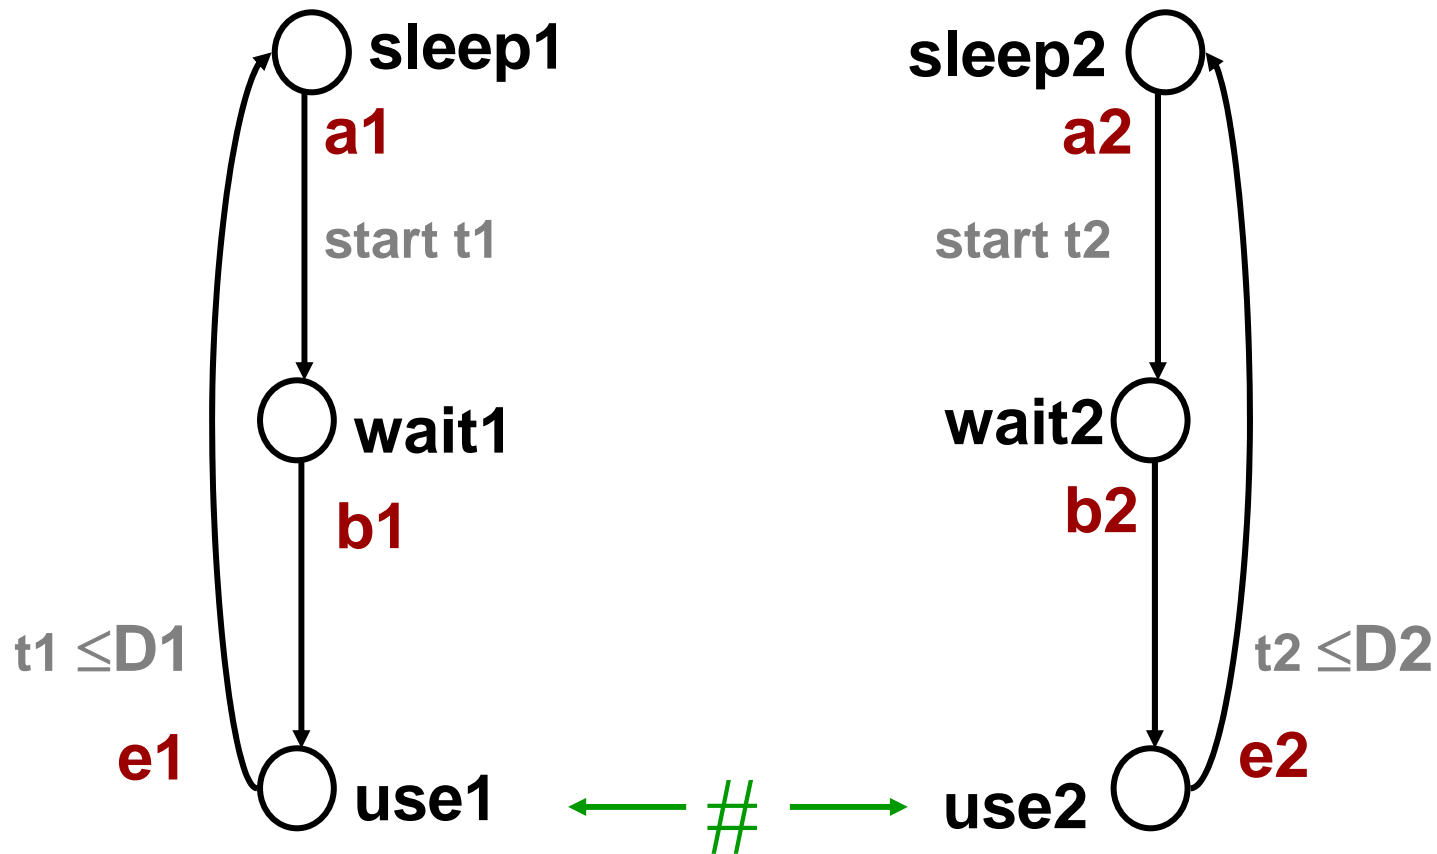 sleep1
sleep2
a1
a2
start t1
start t2
wait1
wait2
b1
b2
t1 ≤D1
t2 ≤D2
e1
e2
use1
#
use2